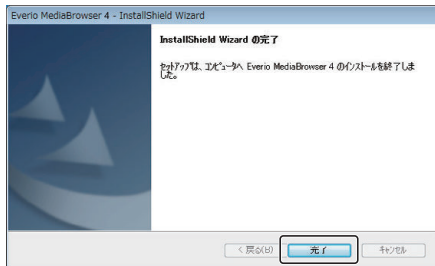 Everio MediaBrowser 4 - InstallShield Wizard
InstallShield Wizard の完了
セットアップは、コンピュータへ Everio MediaBrowser 4 のインストールを終了しま
した。
< 戻る(B)
完了
キャンセル